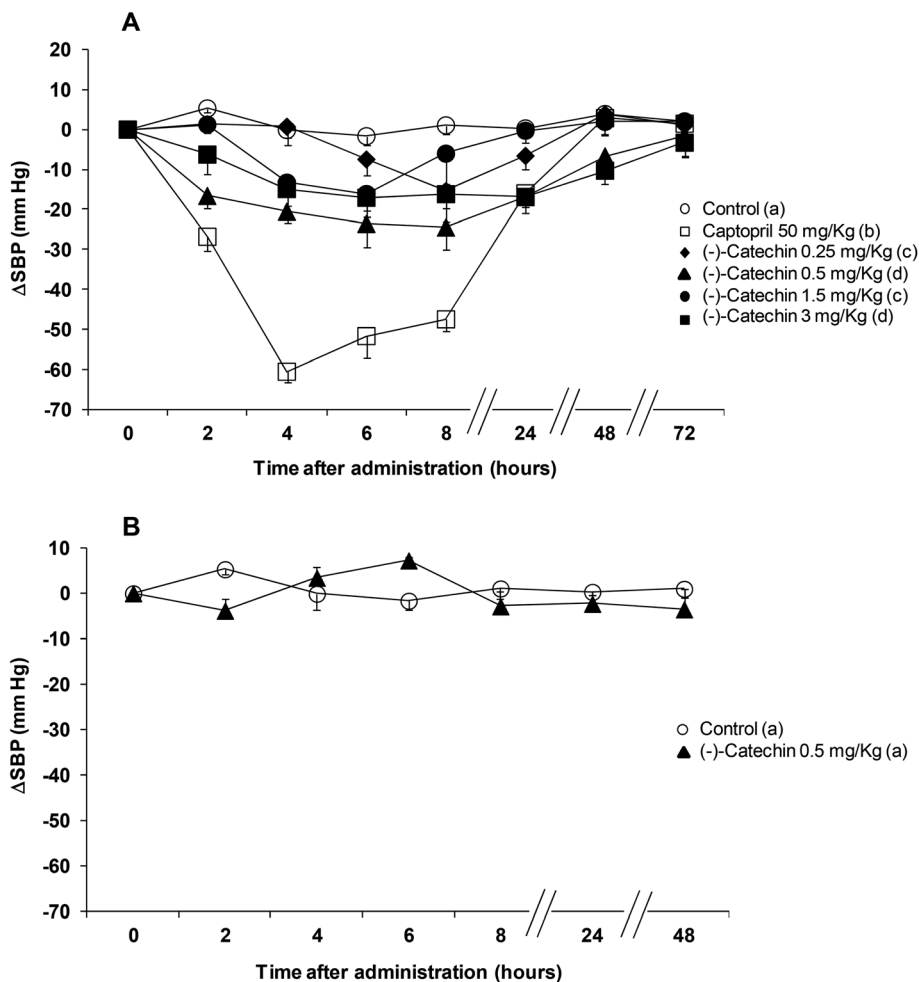 A
20
10
0
-10
-20
-30
-40
-50
-60
-70
ΔSBP (mm Hg)
0 2 4 6 8 24 48 72
Time after administration (hours)
Control (a)
Captopril 50 mg/Kg (b)
(-)-Catechin 0.25 mg/Kg (c)
(-)-Catechin 0.5 mg/Kg (d)
(-)-Catechin 1.5 mg/Kg (c)
(-)-Catechin 3 mg/Kg (d)
B
10
0
-10
-20
-30
-40
-50
-60
-70
ΔSBP (mm Hg)
0 2 4 6 8 24 48
Time after administration (hours)
Control (a)
(-)-Catechin 0.5 mg/Kg (a)